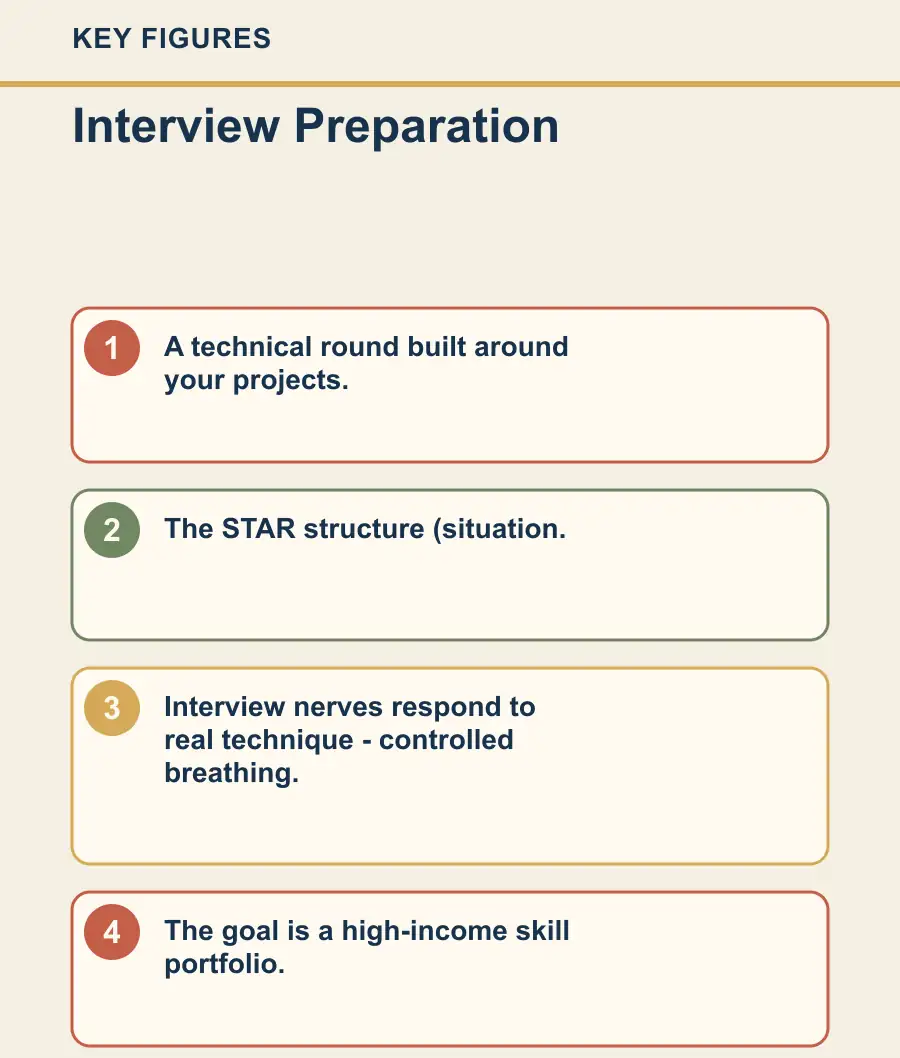 KEY FIGURES
Interview Preparation
1
A technical round built around
your projects.
2
The STAR structure (situation.
3
Interview nerves respond to
real technique - controlled
breathing.
4
The goal is a high-income skill
portfolio.